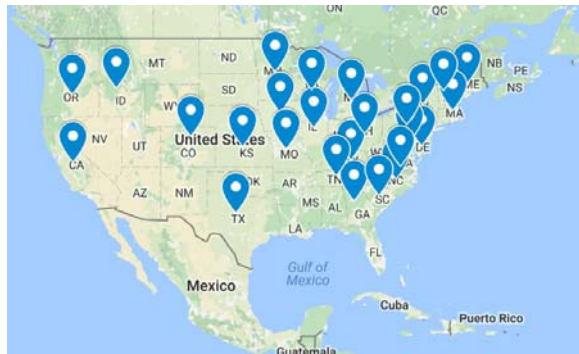 ON
QC
NB
PE
NS
ME
MT
ND
MN
OR
ID
SD
MA
WY
NV
UT
United States
CO
KS
MO
DE
CA
AZ
NM
OK
AR
TN
NC
SC
MS
AL
GA
TX
LA
FL
Gulf of
Mexico
Mexico
Cuba
Puerto Rico
Guatemala